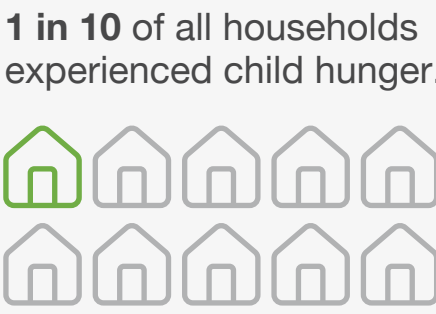 1 in 10 of all households
experienced child hunger.